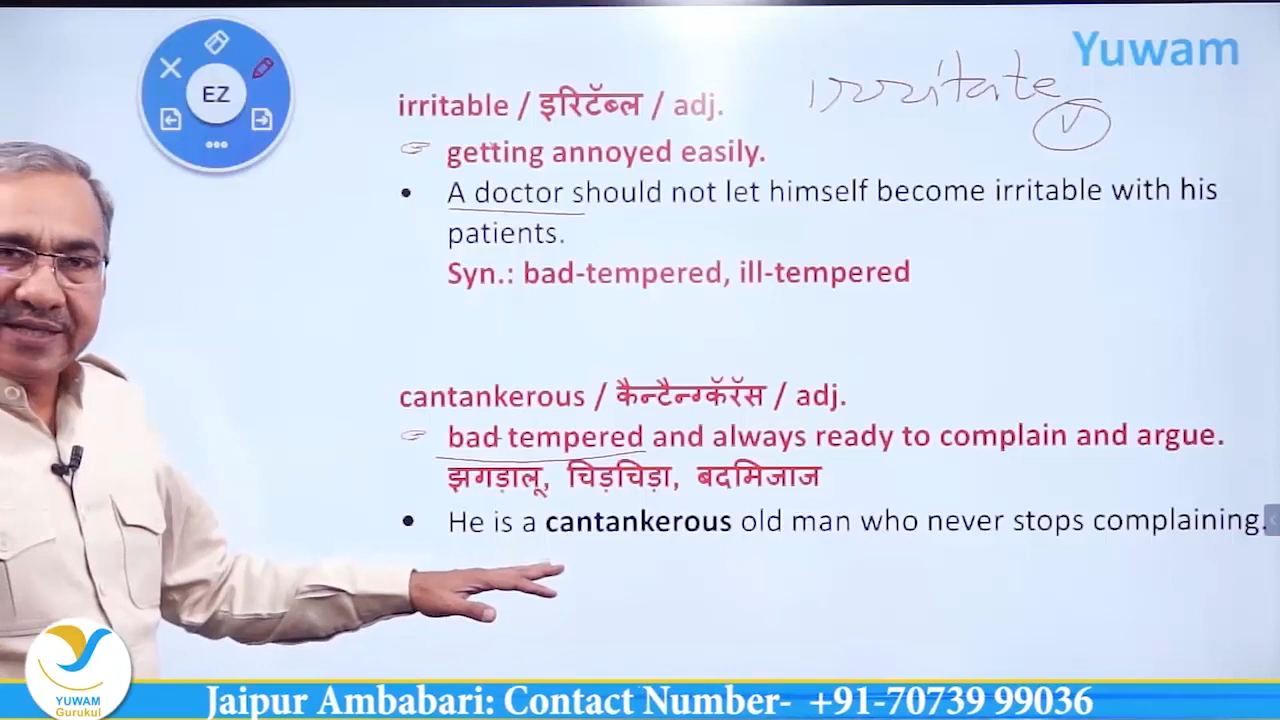 Yuwam
irritate
EZ
irritable / इरिटॅब्ल / adj.
getting annoyed easily.
• A doctor should not let himself become irritable with his
patients.
Syn.: bad-tempered, ill-tempered
cantankerous / कैन्टैन्ग्कॅरॅस / adj.
bad tempered and always ready to complain and argue.
झगड़ालू, चिड़चिड़ा, बदमिजाज
• He is a cantankerous old man who never stops complaining.
YUWAM
Gurukul
Jaipur Ambabari: Contact Number- +91-70739 99036